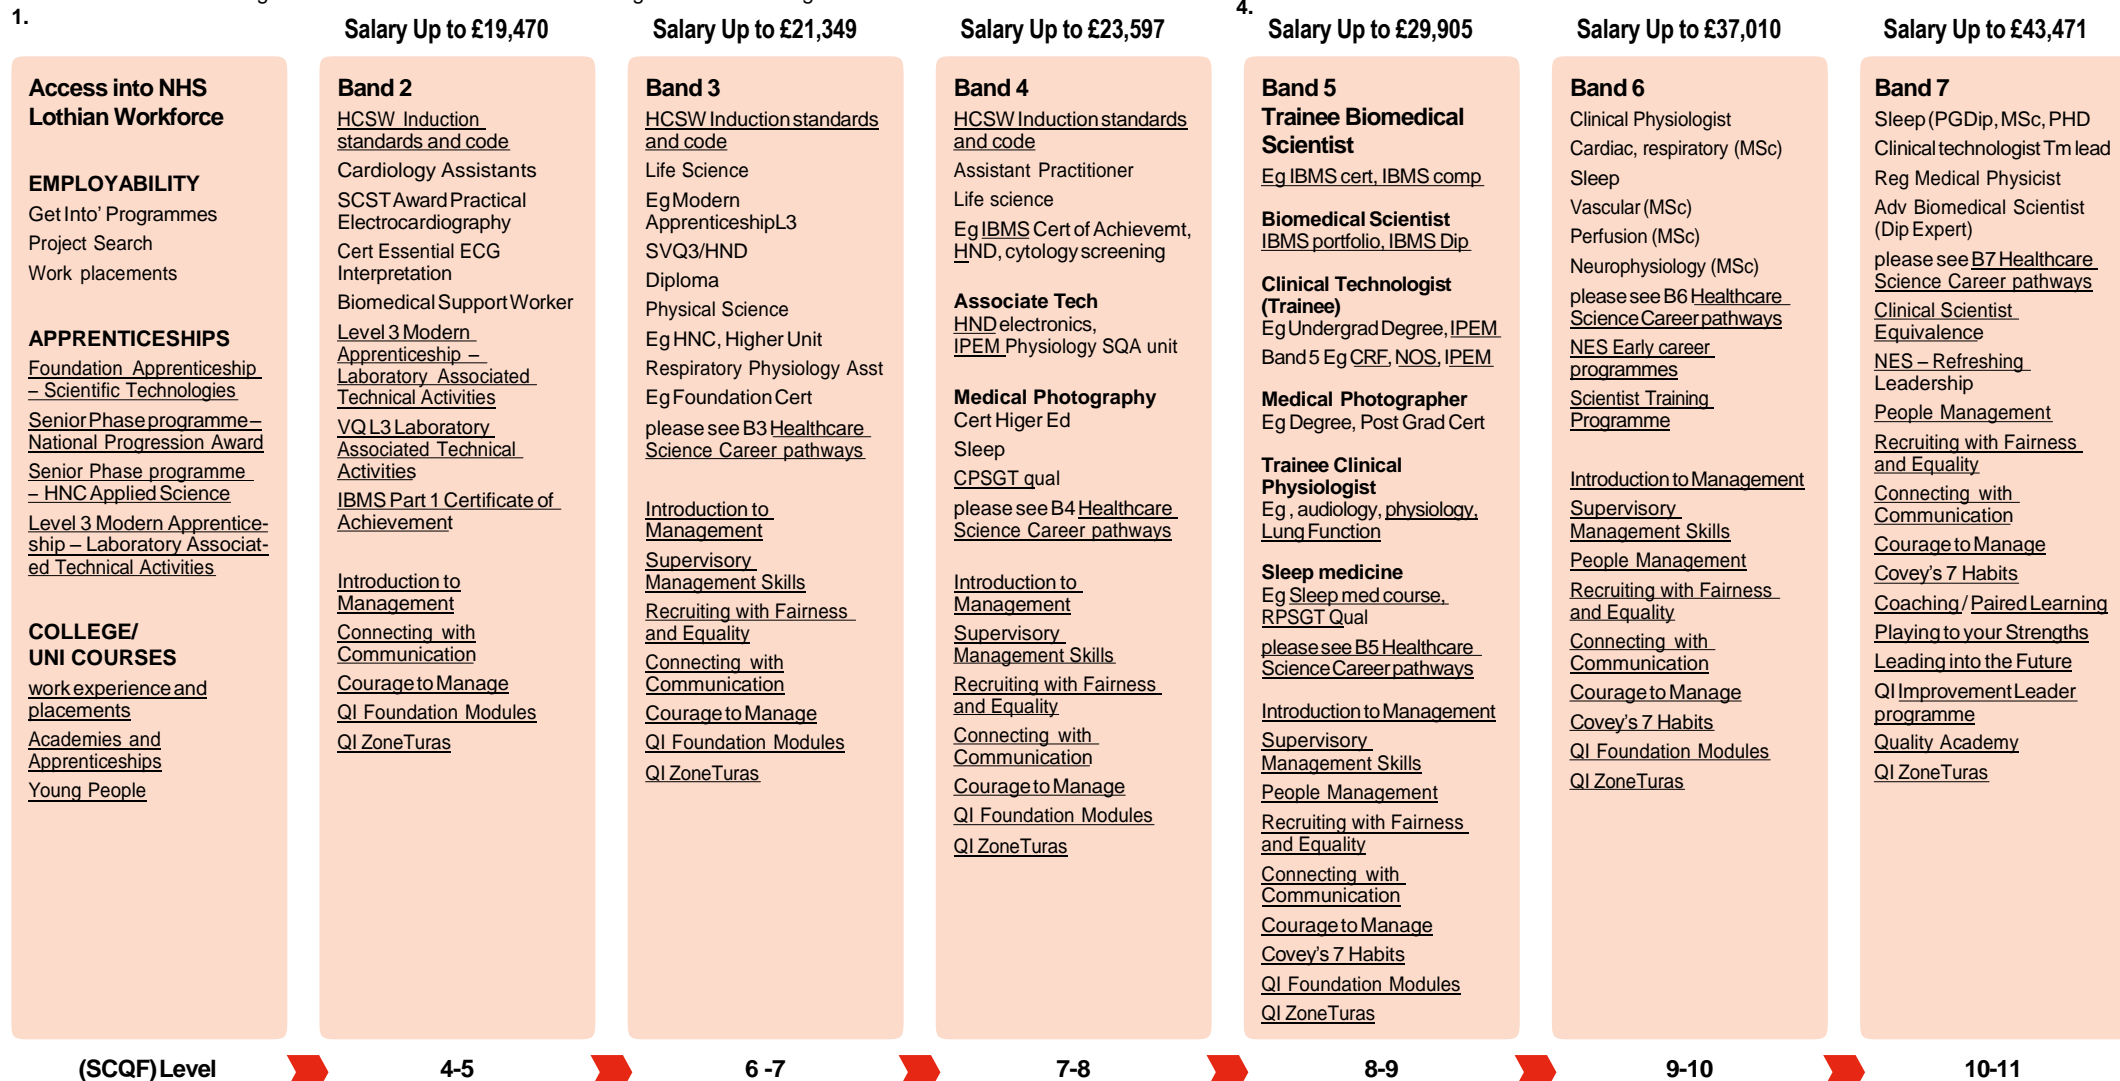 1.
4.
Salary Up to £19,470
Salary Up to £21,349
Salary Up to £23,597
Salary Up to £29,905
Salary Up to £37,010
Salary Up to £43,471
Access into NHS
Lothian Workforce
EMPLOYABILITY
Get Into’ Programmes
Project Search
Work placements
APPRENTICESHIPS
Foundation Apprenticeship
– Scientific Technologies
Senior Phase programme –
National Progression Award
Senior Phase programme
– HNC Applied Science
Level 3 Modern Apprentice-
ship – Laboratory Associat-
ed Technical Activities
COLLEGE/
UNI COURSES
work experience and
placements
Academies and
Apprenticeships
Young People
Band 2
HCSW Induction
standards and code
Cardiology Assistants
SCST Award Practical
Electrocardiography
Cert Essential ECG
Interpretation
Biomedical Support Worker
Level 3 Modern
Apprenticeship –
Laboratory Associated
Technical Activities
VQ L3 Laboratory
Associated Technical
Activities
IBMS Part 1 Certificate of
Achievement
Introduction to
Management
Connecting with
Communication
Courage to Manage
QI Foundation Modules
QI Zone Turas
Band 3
HCSW Induction standards
and code
Life Science
Eg Modern
Apprenticeship L3
SVQ3/HND
Diploma
Physical Science
Eg HNC, Higher Unit
Respiratory Physiology Asst
Eg Foundation Cert
please see B3 Healthcare
Science Career pathways
Introduction to
Management
Supervisory
Management Skills
Recruiting with Fairness
and Equality
Connecting with
Communication
Courage to Manage
QI Foundation Modules
QI Zone Turas
Band 4
HCSW Induction standards
and code
Assistant Practitioner
Life science
Eg IBMS Cert of Achievemt,
HND, cytology screening
Associate Tech
HND electronics,
IPEM Physiology SQA unit
Medical Photography
Cert Higer Ed
Sleep
CPSGT qual
please see B4 Healthcare
Science Career pathways
Introduction to
Management
Supervisory
Management Skills
Recruiting with Fairness
and Equality
Connecting with
Communication
Courage to Manage
QI Foundation Modules
QI Zone Turas
Band 5
Trainee Biomedical
Scientist
Eg IBMS cert, IBMS comp
Biomedical Scientist
IBMS portfolio, IBMS Dip
Clinical Technologist
(Trainee)
Eg Undergrad Degree, IPEM
Band 5 Eg CRF, NOS, IPEM
Medical Photographer
Eg Degree, Post Grad Cert
Trainee Clinical
Physiologist
Eg , audiology, physiology,
Lung Function
Sleep medicine
Eg Sleep med course,
RPSGT Qual
please see B5 Healthcare
Science Career pathways
Introduction to Management
Supervisory
Management Skills
People Management
Recruiting with Fairness
and Equality
Connecting with
Communication
Courage to Manage
Covey’s 7 Habits
QI Foundation Modules
QI Zone Turas
Band 6
Clinical Physiologist
Cardiac, respiratory (MSc)
Sleep
Vascular (MSc)
Perfusion (MSc)
Neurophysiology (MSc)
please see B6 Healthcare
Science Career pathways
NES Early career
programmes
Scientist Training
Programme
Introduction to Management
Supervisory
Management Skills
People Management
Recruiting with Fairness
and Equality
Connecting with
Communication
Courage to Manage
Covey’s 7 Habits
QI Foundation Modules
QI Zone Turas
Band 7
Sleep (PGDip, MSc, PHD
Clinical technologist Tm lead
Reg Medical Physicist
Adv Biomedical Scientist
(Dip Expert)
please see B7 Healthcare
Science Career pathways
Clinical Scientist
Equivalence
NES – Refreshing
Leadership
People Management
Recruiting with Fairness
and Equality
Connecting with
Communication
Courage to Manage
Covey’s 7 Habits
Coaching / Paired Learning
Playing to your Strengths
Leading into the Future
QI Improvement Leader
programme
Quality Academy
QI Zone Turas
(SCQF) Level
4-5
6 -7
7-8
8-9
9-10
10-11